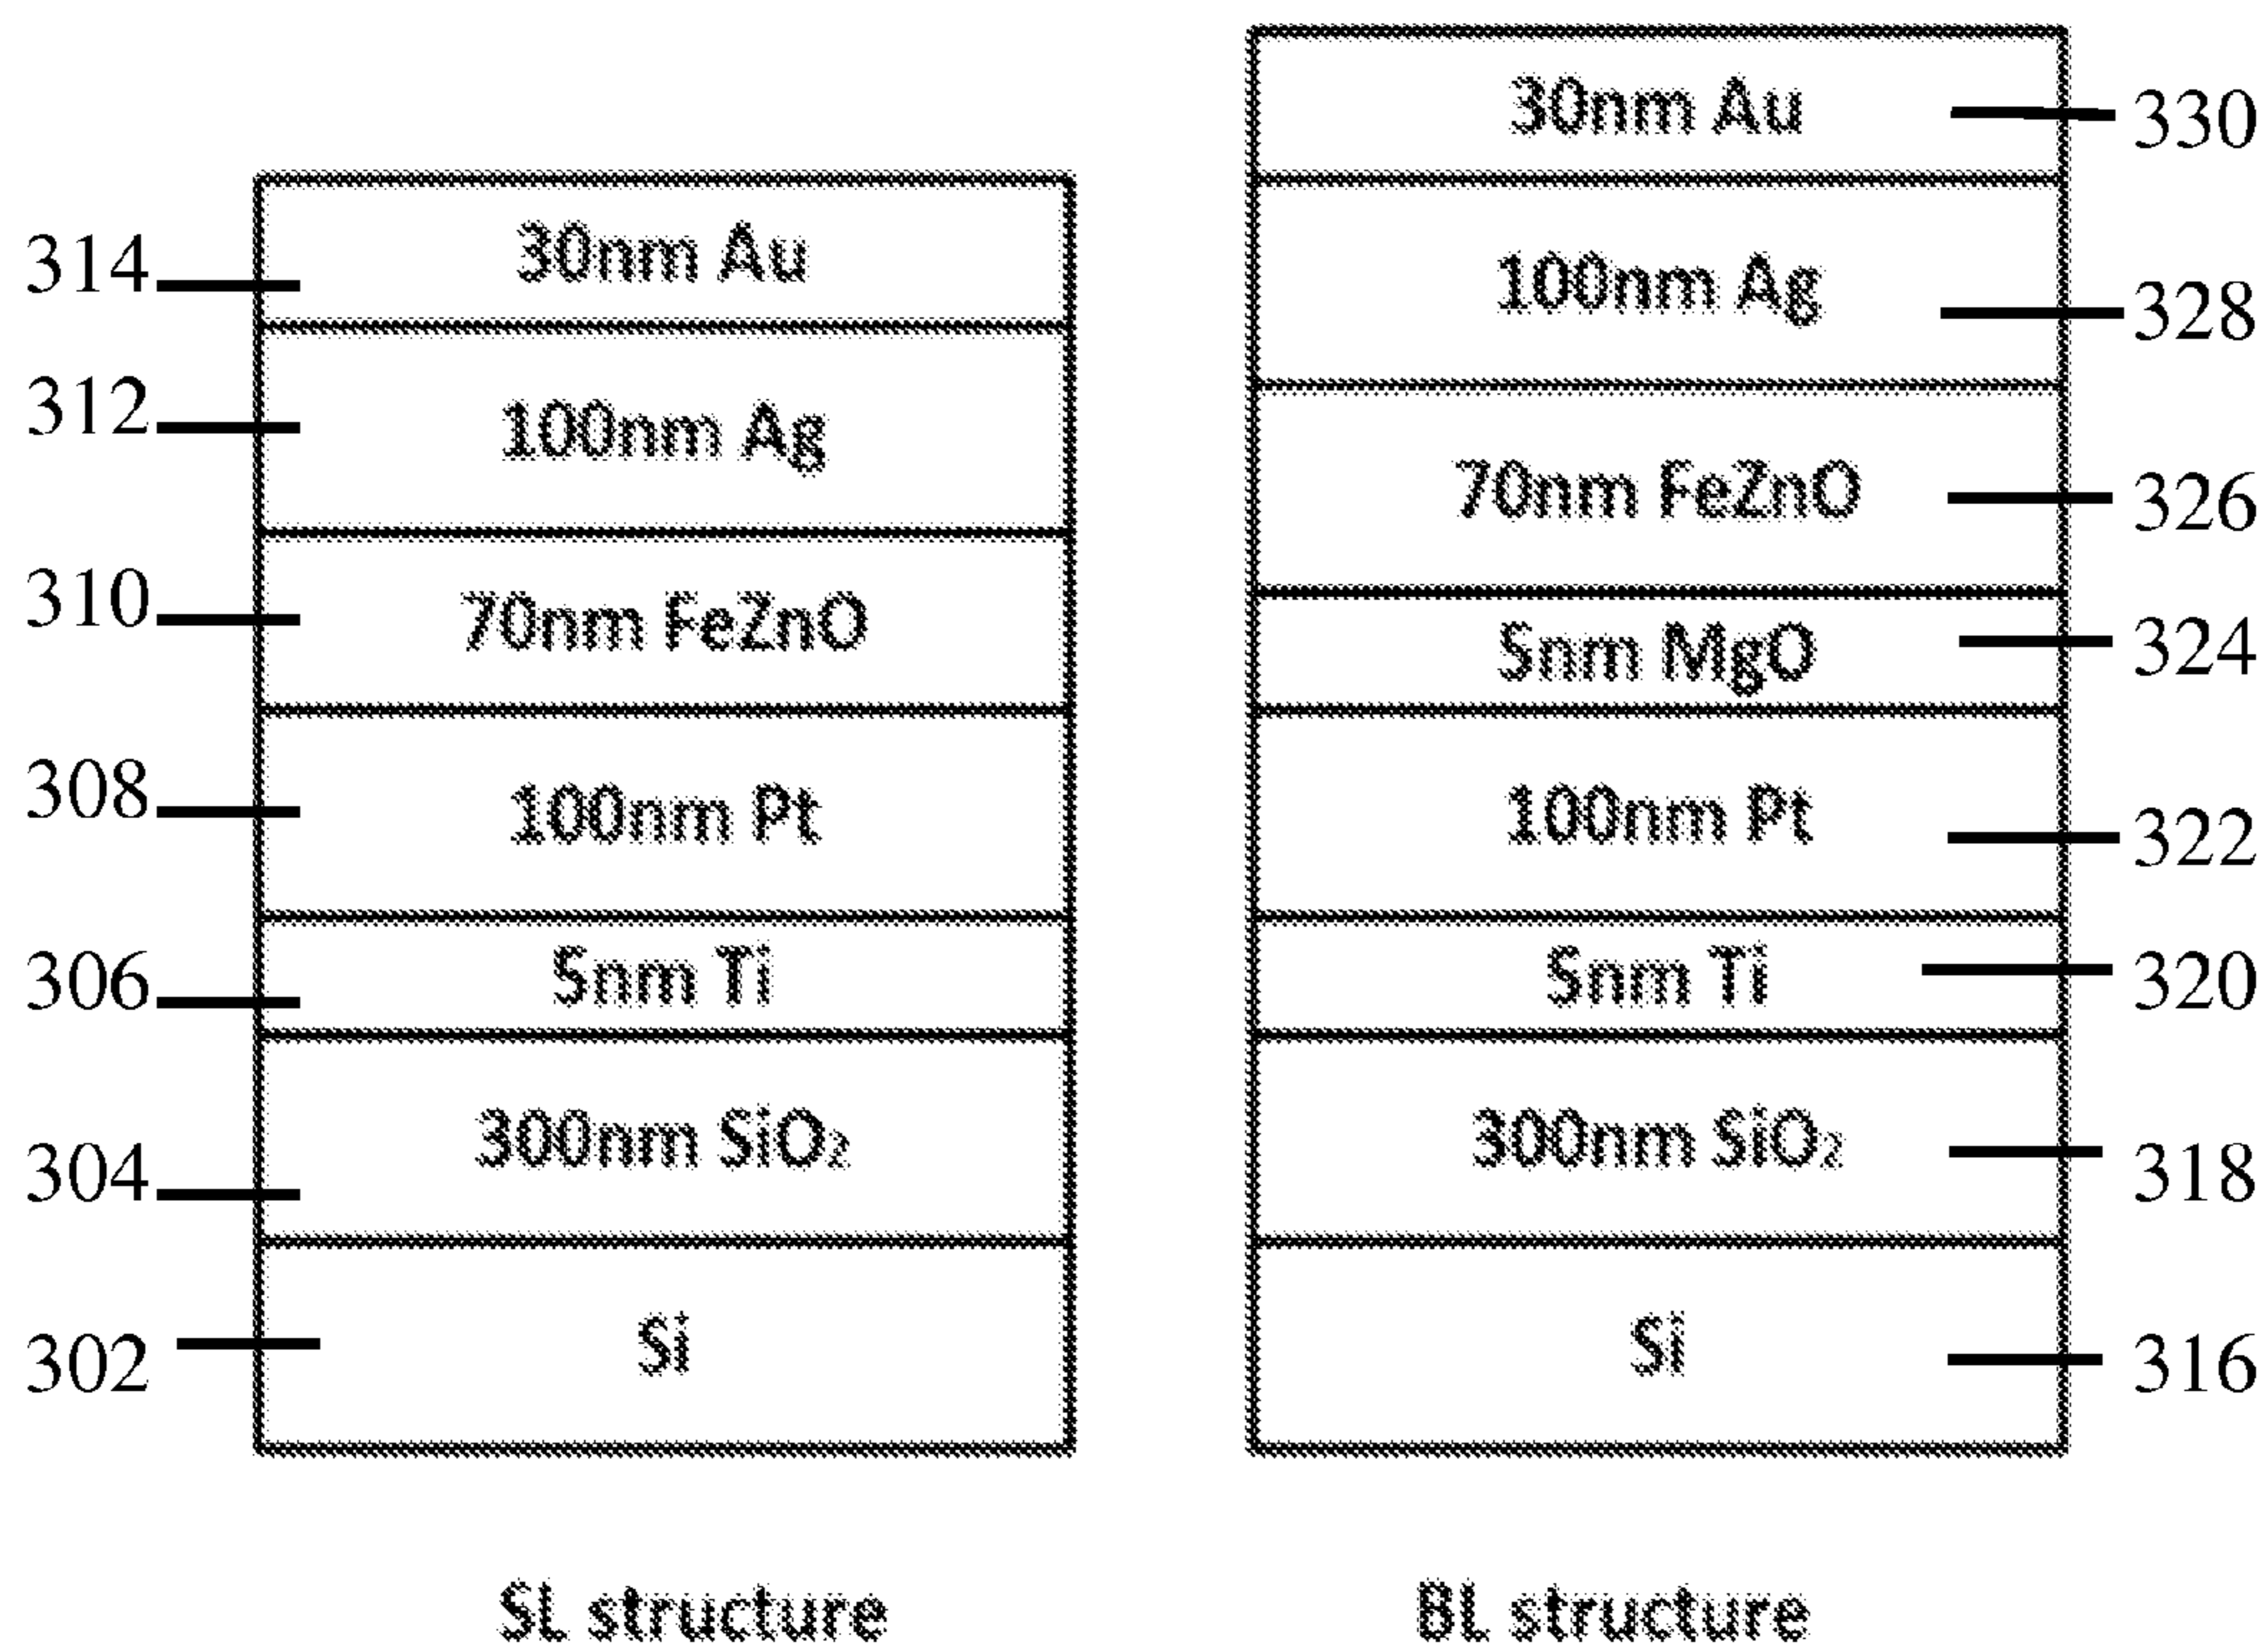 30nm Au
330
314
30nm Au
100nm Ag
328
312
100nm Ag
70nm FeZnO
326
310
70nm FeZnO
5nm MgO
324
308
100nm Pt
100nm Pt
322
306
5nm Ti
5nm Ti
320
304
300nm SiO₂
300nm SiO₂
318
302
Si
Si
316
SL structure
BL structure